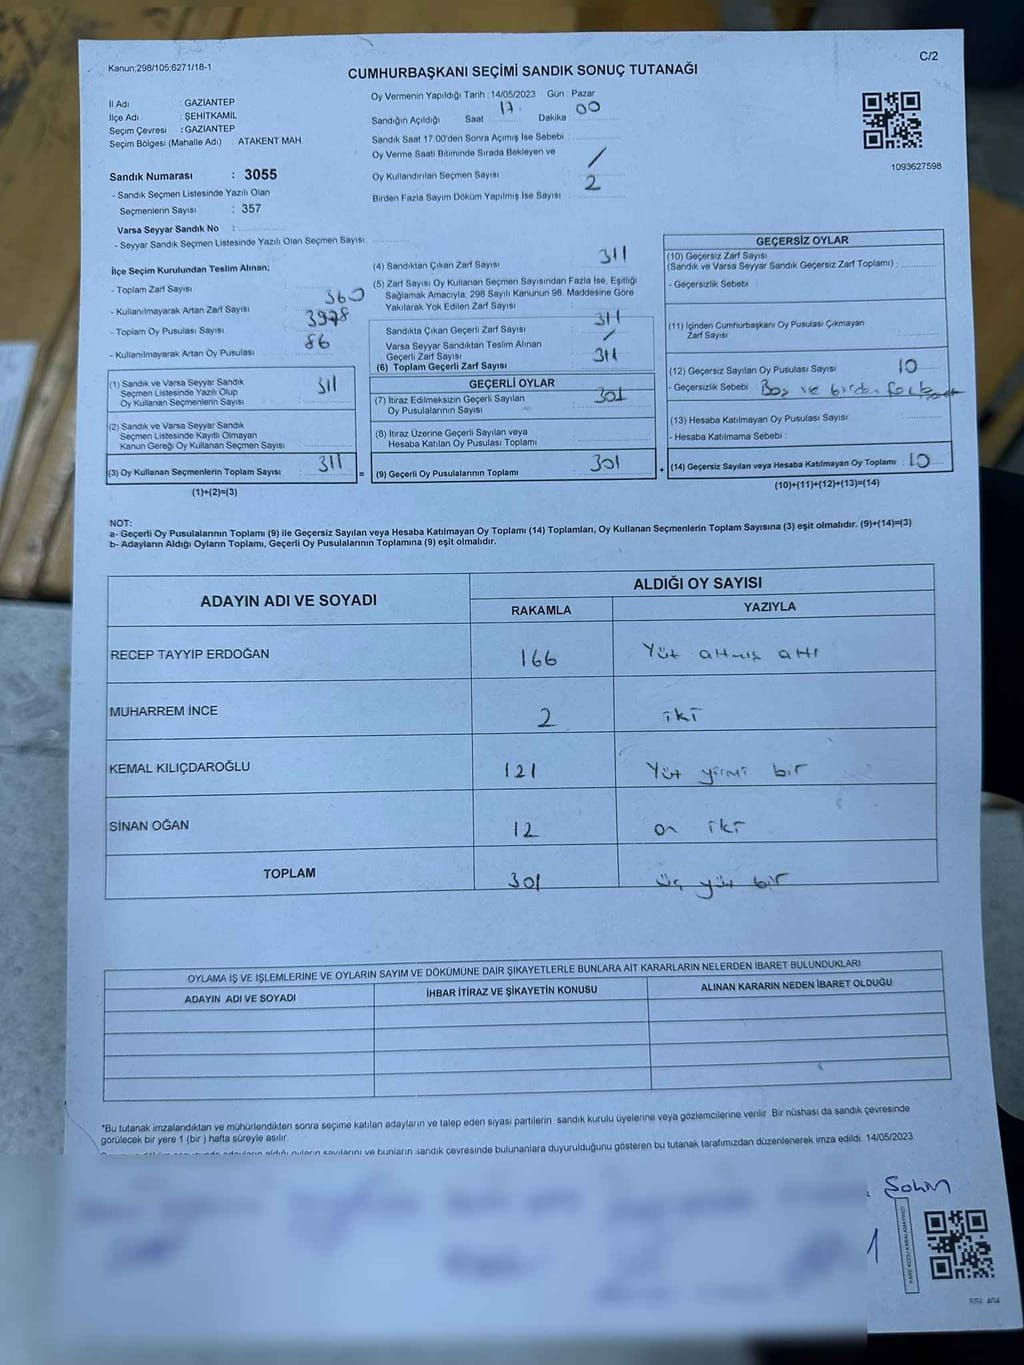 Kanun:298/105;6271/18-1
C/2
CUMHURBAŞKANI SEÇİMİ SANDIK SONUÇ TUTANAĞI
İl Adı : GAZİANTEP
İlçe Adı : ŞEHİTKAMİL
Seçim Çevresi : GAZİANTEP
Seçim Bölgesi (Mahalle Adı) : ATAKENT MAH
Sandık Numarası : 3055
- Sandık Seçmen Listesinde Yazılı Olan
Seçmenlerin Sayısı : 357
Varsa Seyyar Sandık No :
- Seyyar Sandık Seçmen Listesinde Yazılı Olan Seçmen Sayısı:
Oy Vermenin Yapıldığı Tarih : 14/05/2023 Gün : Pazar
Sandığın Açıldığı Saat 17. Dakika : 00
Sandık Saat 17:00'den Sonra Açılmış İse Sebebi :
Oy Verme Saati Bitiminde Sırada Bekleyen ve
Oy Kullandırılan Seçmen Sayısı /
Birden Fazla Sayım Döküm Yapılmış İse Sayısı : 2
1093627598
İlçe Seçim Kurulundan Teslim Alınan;
- Toplam Zarf Sayısı : 360
- Kullanılmayarak Artan Zarf Sayısı :
- Toplam Oy Pusulası Sayısı :
- Kullanılmayarak Artan Oy Pusulası : 86
(1) Sandık ve Varsa Seyyar Sandık
Seçmen Listesinde Yazılı Olup
Oy Kullanan Seçmenlerin Sayısı : 311
(2) Sandık ve Varsa Seyyar Sandık
Seçmen Listesinde Kayıtlı Olmayan
Kanun Gereği Oy Kullanan Seçmen Sayısı :
(3) Oy Kullanan Seçmenlerin Toplam Sayısı : 311
(1)+(2)=(3)
=
(4) Sandıktan Çıkan Zarf Sayısı : 311
(5) Zarf Sayısı Oy Kullanan Seçmen Sayısından Fazla İse, Eşitliği
Sağlamak Amacıyla; 298 Sayılı Kanunun 98. Maddesine Göre
Yakılarak Yok Edilen Zarf Sayısı :
Sandıkta Çıkan Geçerli Zarf Sayısı : 311
Varsa Seyyar Sandıktan Teslim Alınan
Geçerli Zarf Sayısı : /
(6) Toplam Geçerli Zarf Sayısı : 311
GEÇERLİ OYLAR
(7) İtiraz Edilmeksizin Geçerli Sayılan
Oy Pusulalarının Sayısı : 301
(8) İtiraz Üzerine Geçerli Sayılan veya
Hesaba Katılan Oy Pusulası Toplamı :
(9) Geçerli Oy Pusulalarının Toplamı : 301
+
GEÇERSİZ OYLAR
(10) Geçersiz Zarf Sayısı
(Sandık ve Varsa Seyyar Sandık Geçersiz Zarf Toplamı) :
- Geçersizlik Sebebi :
(11) İçinden Cumhurbaşkanı Oy Pusulası Çıkmayan
Zarf Sayısı :
(12) Geçersiz Sayılan Oy Pusulası Sayısı : 10
- Geçersizlik Sebebi : Boş ve birden fazla
(13) Hesaba Katılmayan Oy Pusulası Sayısı :
- Hesaba Katılmama Sebebi :
(14) Geçersiz Sayılan veya Hesaba Katılmayan Oy Toplamı : 10
(10)+(11)+(12)+(13)=(14)
NOT:
a- Geçerli Oy Pusulalarının Toplamı (9) ile Geçersiz Sayılan veya Hesaba Katılmayan Oy Toplamı (14) Toplamları, Oy Kullanan Seçmenlerin Toplam Sayısına (3) eşit olmalıdır. (9)+(14)=(3)
b- Adayların Aldığı Oyların Toplamı, Geçerli Oy Pusulalarının Toplamına (9) eşit olmalıdır.
ADAYIN ADI VE SOYADI
ALDIĞI OY SAYISI
RAKAMLA YAZIYLA
RECEP TAYYIP ERDOĞAN 166 Yüz altmış altı
MUHARREM İNCE 2 iki
KEMAL KILIÇDAROĞLU 121 Yüz yirmi bir
SİNAN OĞAN 12 on iki
TOPLAM 301 üç yüz bir
OYLAMA İŞ VE İŞLEMLERİNE VE OYLARIN SAYIM VE DÖKÜMÜNE DAİR ŞİKAYETLERLE BUNLARA AİT KARARLARIN NELERDEN İBARET BULUNDUKLARI
ADAYIN ADI VE SOYADI İHBAR İTİRAZ VE ŞİKAYETİN KONUSU ALINAN KARARIN NEDEN İBARET OLDUĞU
*Bu tutanak imzalandıktan ve mühürlendikten sonra seçime katılan adayların ve talep eden siyasi partilerin sandık kurulu üyelerine veya gözlemcilerine verilir. Bir nüshası da sandık çevresinde
görülecek bir yere 1 (bir ) hafta süreyle asılır.
aldığı oyların sayılarını ve bunların sandık çevresinde bulunanlara duyurulduğunu gösteren bu tutanak tarafımızdan düzenlenerek imza edildi. 14/05/2023
Şahin